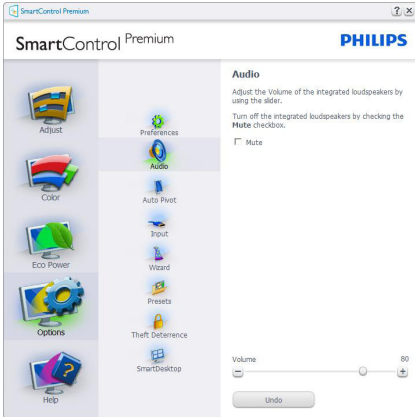 SmartControl Premium
SmartControl Premium
PHILIPS
Adjust
Color
Eco Power
Options
Help
Preferences
Audio
Auto Pivot
Input
Wizard
Presets
Theft Deterrence
SmartDesktop
Audio
Adjust the Volume of the integrated loudspeakers by
using the slider.
Turn off the integrated loudspeakers by checking the
Mute checkbox.
Mute
Volume 80
Undo